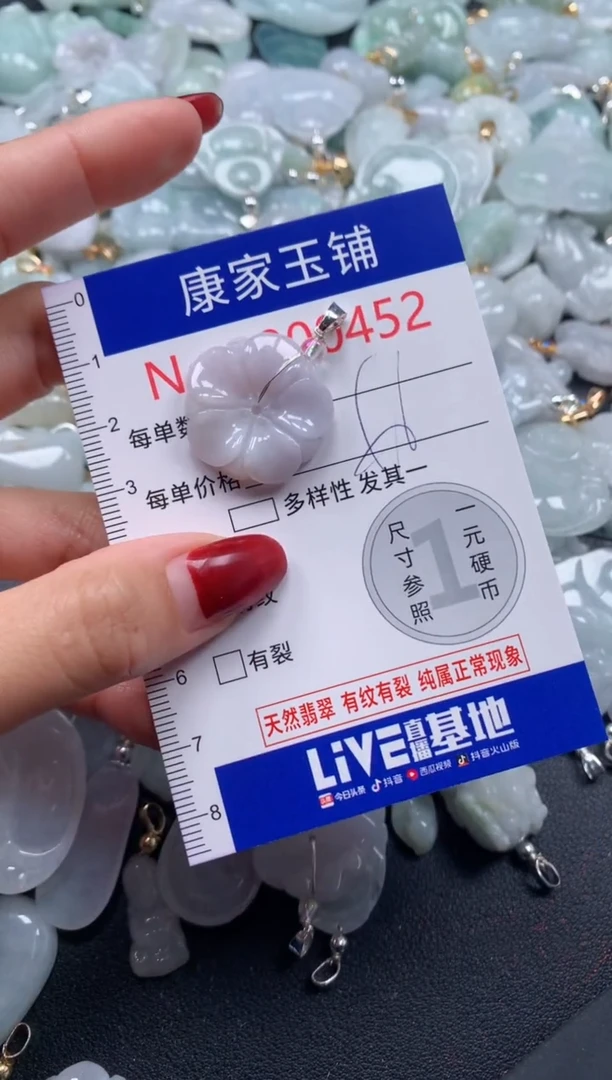 康家玉铺
0452
每单数
每单价格
多样性 发其一
尺寸参照
1
一元硬币
有裂
天然翡翠 有纹有裂 纯属正常现象
LiVE直播基地
今日头条 抖音 西瓜视频 抖音火山版
0
1
2
3
6
7
8